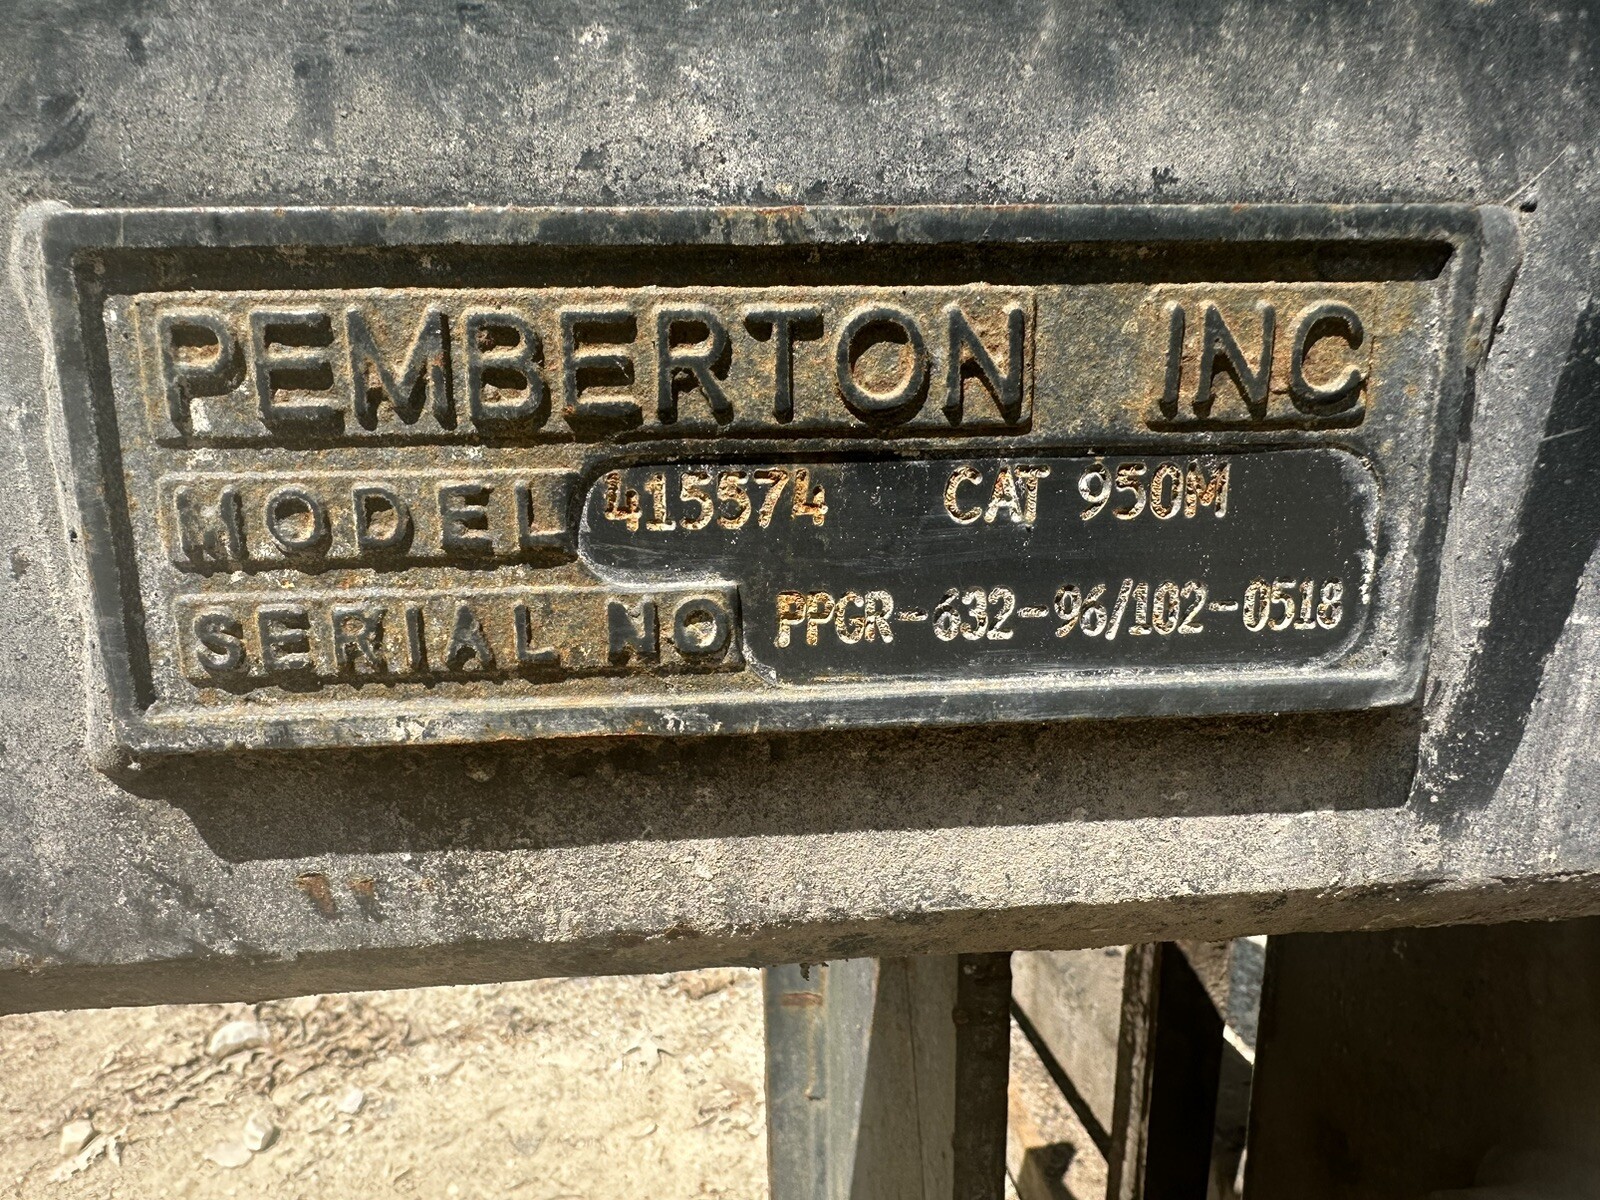 PEMBERTON INC
MODEL 415574 CAT 950M
SERIAL NO PPGR-632-96/102-0518